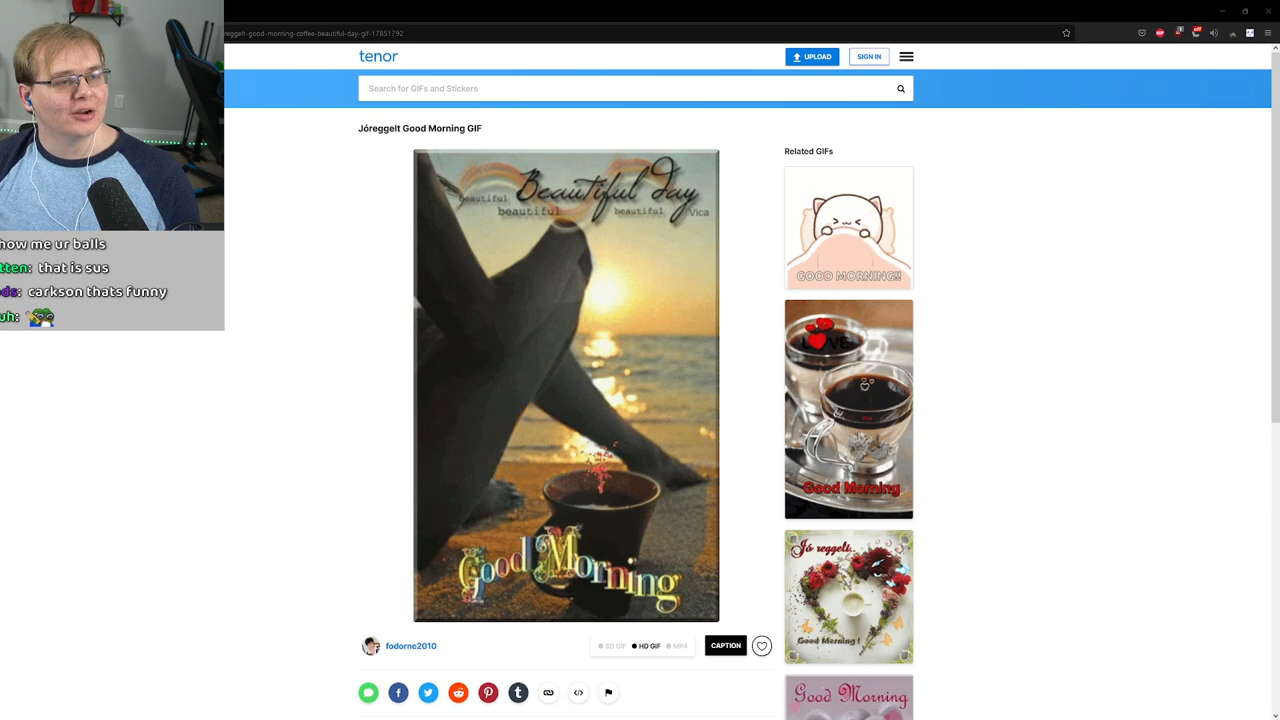 reggelt-good-morning-coffee-beautiful-day-gif-17851792
tenor
UPLOAD
SIGN IN
Search for GIFs and Stickers
Jóreggelt Good Morning GIF
Related GIFs
Beautiful day
beautiful
beautiful
beautiful
Vica
Good Morning
how me ur balls
tten: that is sus
ds: carkson thats funny
uh:
GOOD MORNING!!!
LOVE
Good Morning
Jó reggelt..
Good Morning !
Good Morning
fodorne2010
SD GIF HD GIF MP4
CAPTION